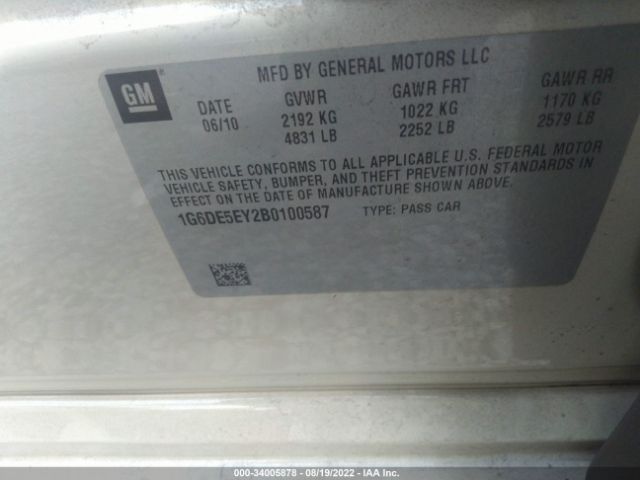 GM ®
MFD BY GENERAL MOTORS LLC
DATE GVWR GAWR FRT GAWR RR
06/10 2192 KG 1022 KG 1170 KG
4831 LB 2252 LB 2579 LB
THIS VEHICLE CONFORMS TO ALL APPLICABLE U.S. FEDERAL MOTOR
VEHICLE SAFETY, BUMPER, AND THEFT PREVENTION STANDARDS IN
EFFECT ON THE DATE OF MANUFACTURE SHOWN ABOVE.
1G6DE5EY2B0100587 TYPE: PASS CAR
000-34005878 - 08/19/2022 - IAA Inc.